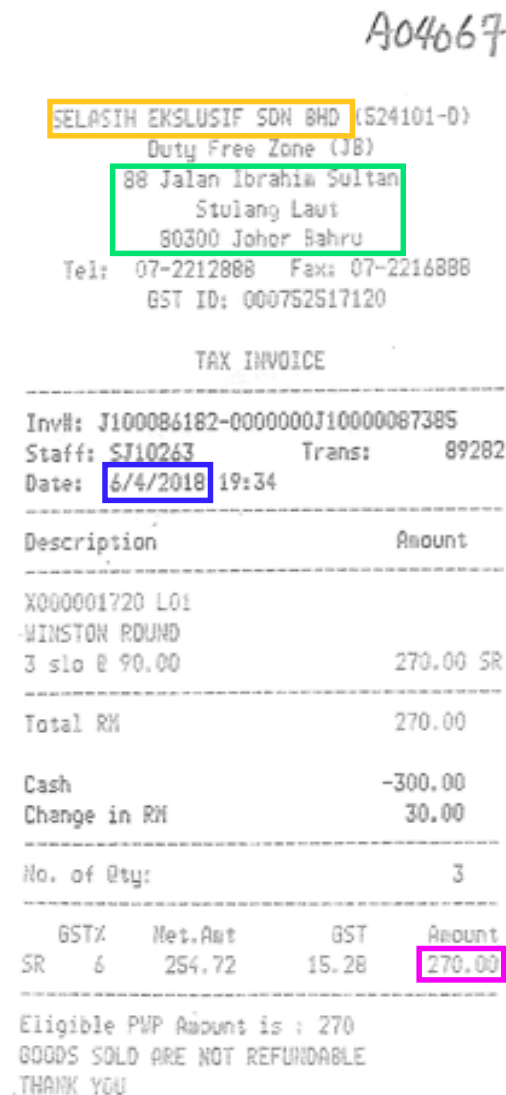 A04067
SELASIH EKSLUSIF SDN BHD (524101-D)
Duty Free Zone (JB)
88 Jalan Ibrahim Sultan
Stulang Laut
80300 Johor Bahru
Tel: 07-2212888 Fax: 07-2216888
GST ID: 000752517120
TAX INVOICE
Inv#: J100086182-0000000J10000087385
Staff: SJ10263 Trans: 89282
Date: 6/4/2018 19:34
Description Amount
X000001720 L01
WINSTON ROUND
3 slo @ 90.00 270.00 SR
Total RM 270.00
Cash -300.00
Change in RM 30.00
No. of Qty: 3
GST% Net.Amt GST Amount
SR 6 254.72 15.28 270.00
Eligible PWP Amount is : 270
GOODS SOLD ARE NOT REFUNDABLE
THANK YOU